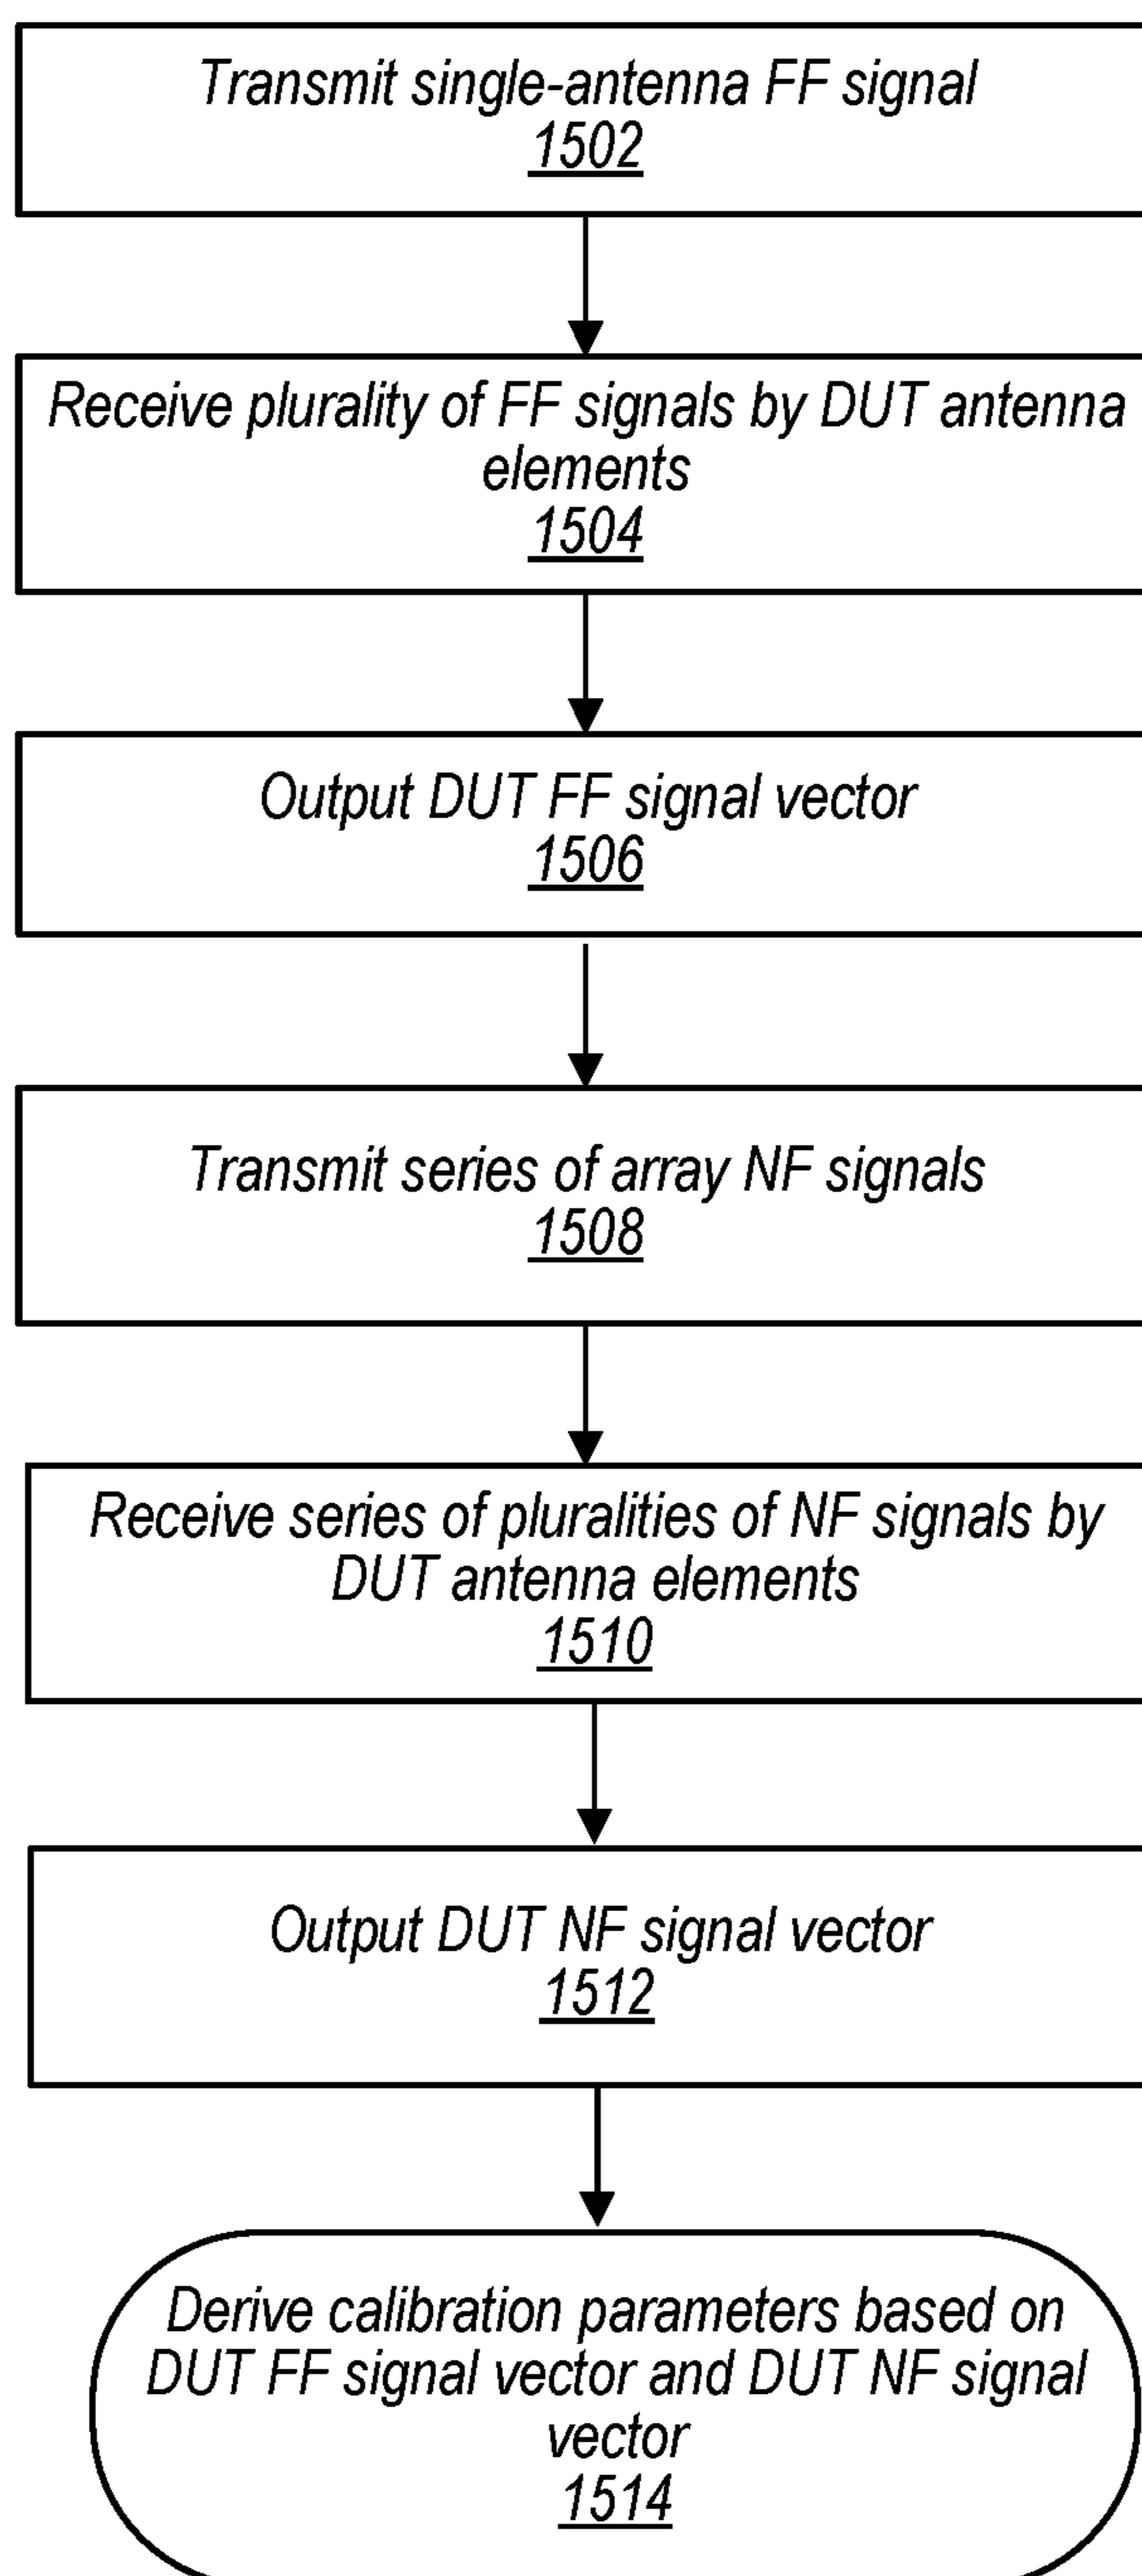 Transmit single-antenna FF signal
1502
Receive plurality of FF signals by DUT antenna
elements
1504
Output DUT FF signal vector
1506
Transmit series of array NF signals
1508
Receive series of pluralities of NF signals by
DUT antenna elements
1510
Output DUT NF signal vector
1512
Derive calibration parameters based on
DUT FF signal vector and DUT NF signal
vector
1514